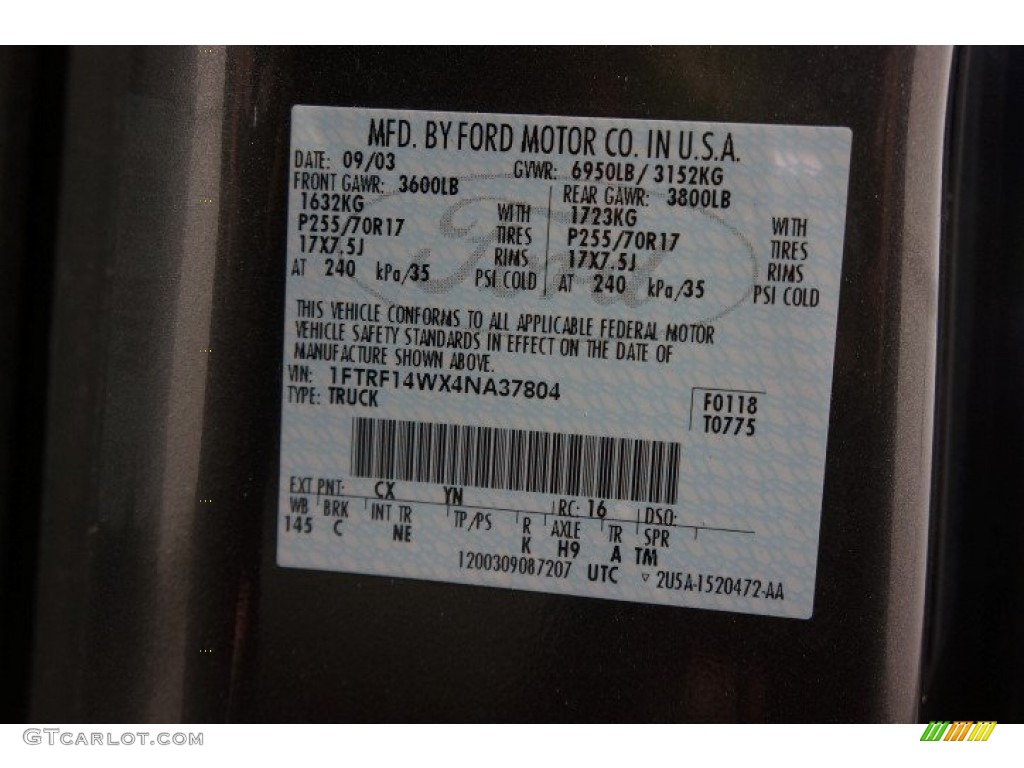 MFD. BY FORD MOTOR CO. IN U.S.A.
DATE: 09/03 GVWR: 6950LB/ 3152KG
FRONT GAWR: 3600LB REAR GAWR: 3800LB
1632KG WITH 1723KG WITH
P255/70R17 TIRES P255/70R17 TIRES
17X7.5J RIMS 17X7.5J RIMS
AT 240 kPa/35 PSI COLD AT 240 kPa/35 PSI COLD
Ford
THIS VEHICLE CONFORMS TO ALL APPLICABLE FEDERAL MOTOR
VEHICLE SAFETY STANDARDS IN EFFECT ON THE DATE OF
MANUFACTURE SHOWN ABOVE.
VIN: 1FTRF14WX4NA37804
TYPE: TRUCK
F0118
T0775
EXT PNT: CX YN RC: 16 DSO:
WB BRK INT TR TP/PS R AXLE TR SPR
145 C NE K H9 A TM
1200309087207 UTC ▽ 2U5A-1520472-AA
GTCARLOT.COM